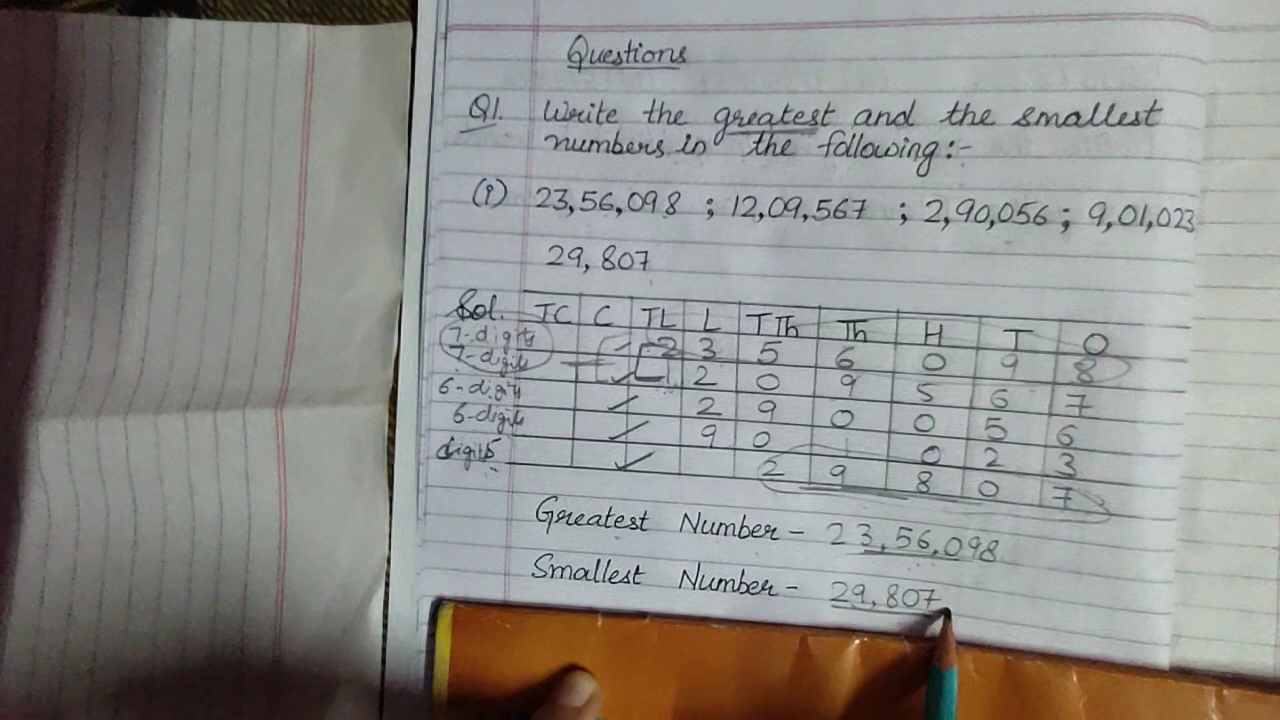 Questions
Q1. Write the greatest and the smallest
numbers in the following:-
(i) 23,56,098 ; 12,09,567 ; 2,90,056 ; 9,01,023
29,807
Sol. TC C TL L TTh Th H T O
7-digits 2 3 5 6 0 9 8
7-digits 1 2 0 9 5 6 7
6-digits 2 9 0 0 5 6
6-digits 9 0 1 0 2 3
digits 5 2 9 8 0 7
Greatest Number - 23,56,098
Smallest Number - 29,807